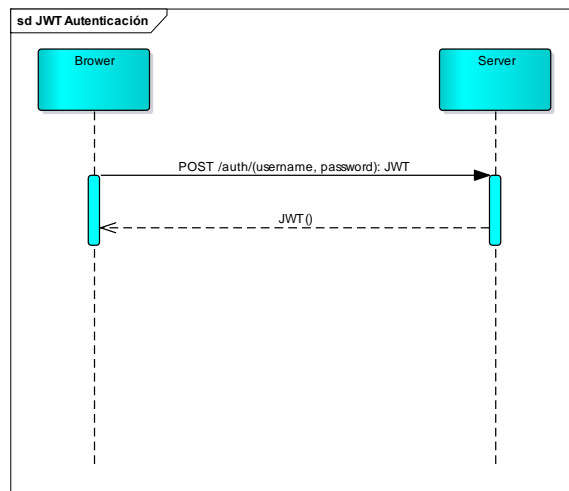 sd JWT Autenticación
Brower
Server
POST /auth/(username, password): JWT
JWT()